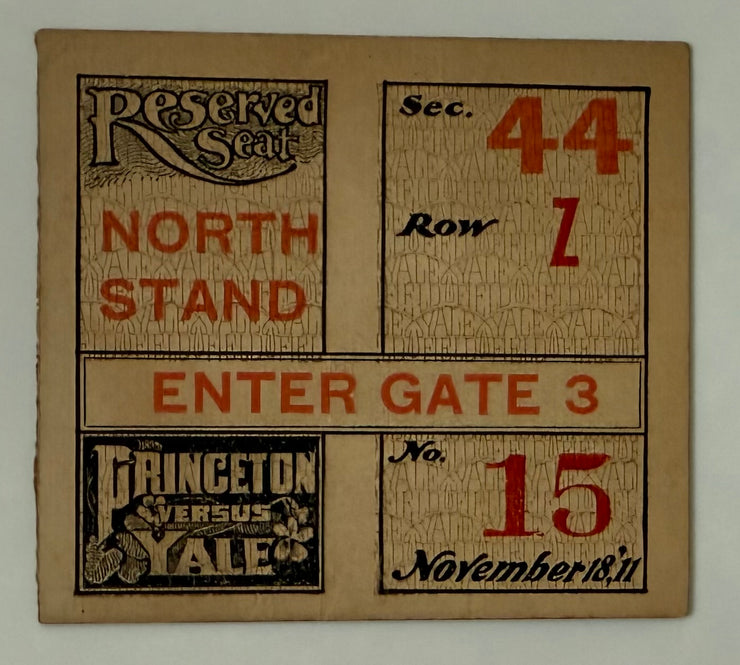 Reserved
Seat
NORTH
STAND
Sec. 44
Row Z
ENTER GATE 3
PRINCETON
VERSUS
YALE
No. 15
November 18,'11